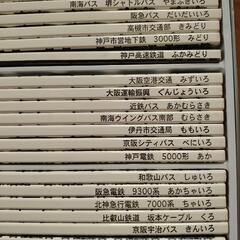 南海バス 堺シャトルバス やまぶきいろ
阪急バス だいだいいろ
高槻市交通部 きみどり
神戸市営地下鉄 3000形 みどり
神戸高速鉄道 ふかみどり
大阪空港交通 みずいろ
大阪運輸振興 ぐんじょういろ
近鉄バス あおむらさき
南海ウイングバス南部 むらさき
伊丹市交通局 ももいろ
京阪シティバス べにいろ
神戸電鉄 5000形 あか
和歌山バス しゅいろ
阪急電鉄 9300系 あかちゃいろ
北神急行電鉄 7000系 ちゃいろ
比叡山鉄道 坂本ケーブル くろ
京阪宇治バス きんいろ